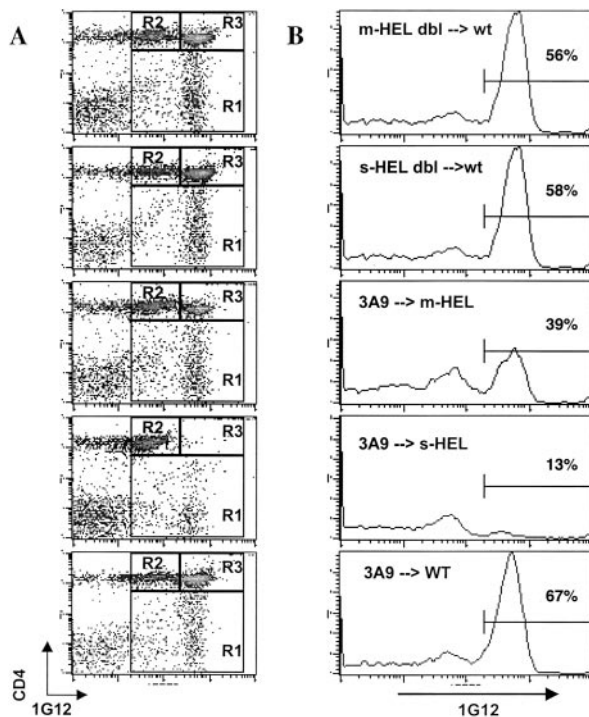 A
B
R2
R3
R1
m-HEL dbl --> wt
56%
R2
R3
R1
s-HEL dbl -->wt
58%
R2
R3
R1
3A9 --> m-HEL
39%
R2
R3
R1
3A9 --> s-HEL
13%
R2
R3
R1
3A9 --> WT
67%
CD4
1G12
1G12